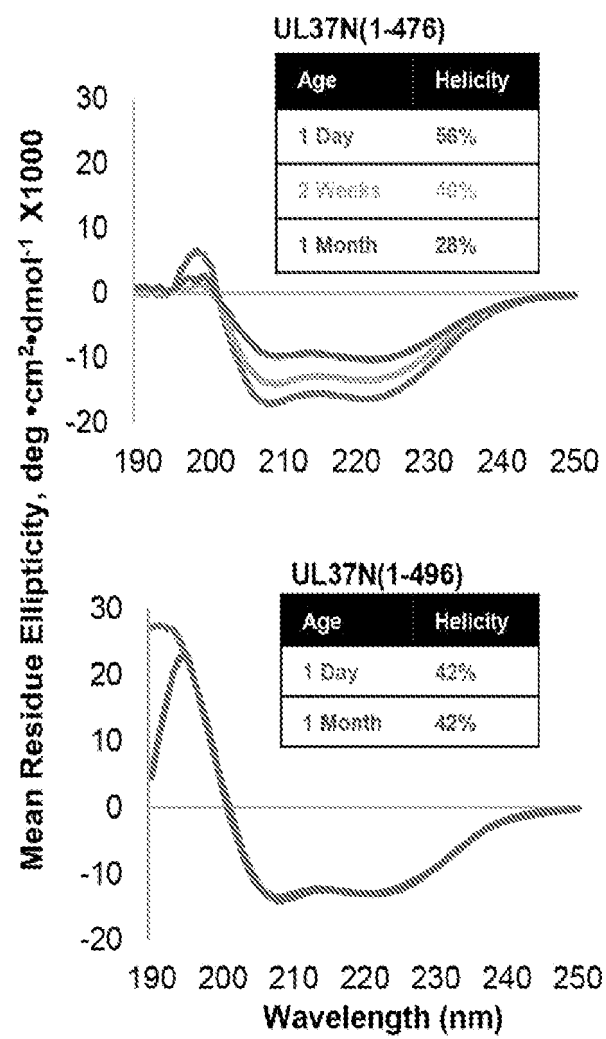 UL37N(1-476)
Age Helicity
1 Day 56%
2 Weeks 40%
1 Month 28%
30
20
10
0
-10
-20
190 200 210 220 230 240 250
Mean Residue Ellipticity, deg •cm²•dmol⁻¹ X1000
UL37N(1-496)
Age Helicity
1 Day 42%
1 Month 42%
30
20
10
0
-10
-20
190 200 210 220 230 240 250
Wavelength (nm)